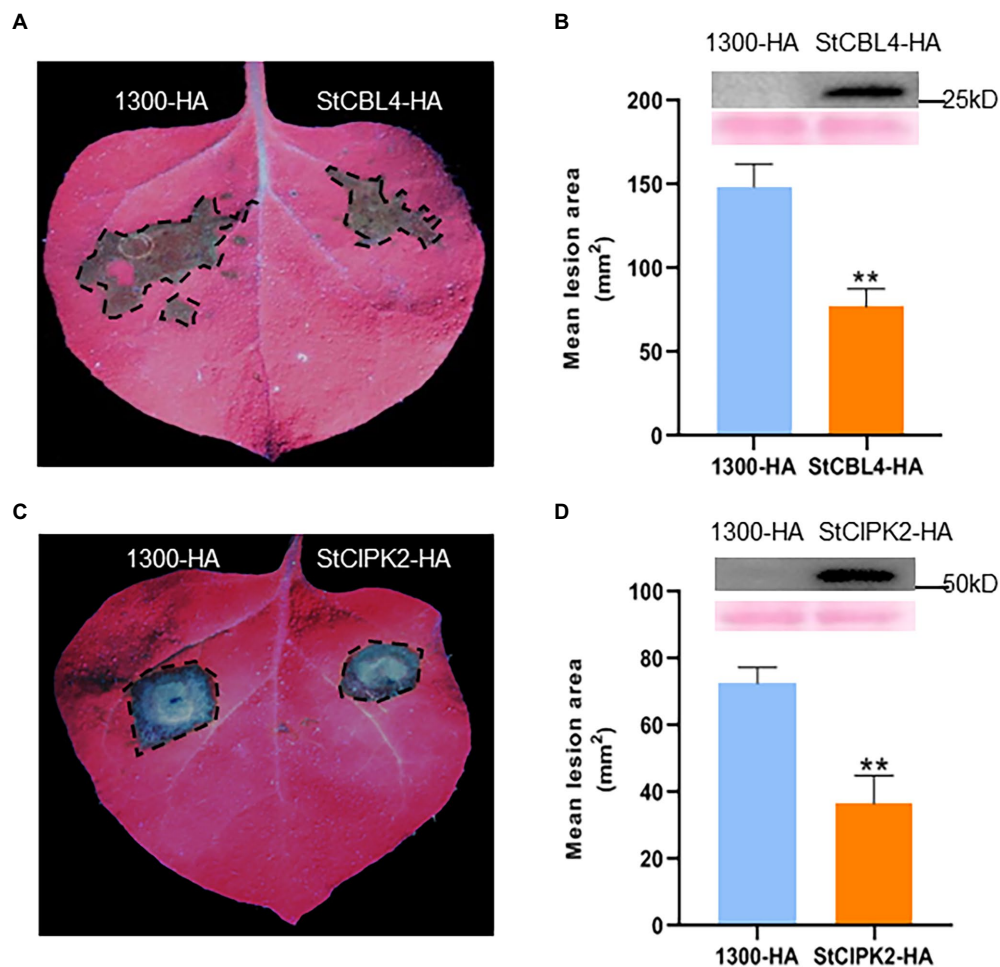 A
1300-HA StCBL4-HA
B
1300-HA StCBL4-HA
25kD
200
150
100
50
0
Mean lesion area
(mm²)
**
1300-HA StCBL4-HA
C
1300-HA StCIPK2-HA
D
1300-HA StCIPK2-HA
50kD
100
80
60
40
20
0
Mean lesion area
(mm²)
**
1300-HA StCIPK2-HA